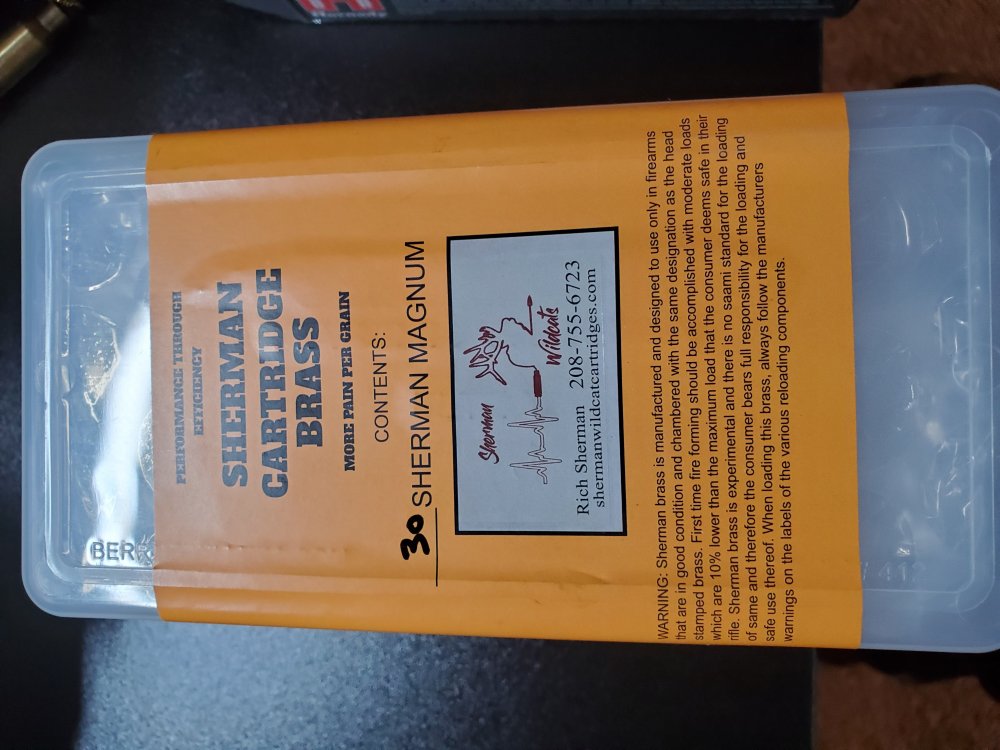 Hornady
PERFORMANCE THROUGH
EFFICIENCY
SHERMAN
CARTRIDGE
BRASS
MORE PAIN PER GRAIN
CONTENTS:
30 SHERMAN MAGNUM
Sherman
Wildcats
Rich Sherman 208-755-6723
shermanwildcatcartridges.com
WARNING: Sherman brass is manufactured and designed to use only in firearms
that are in good condition and chambered with the same designation as the head
stamped brass. First time fire forming should be accomplished with moderate loads
which are 10% lower than the maximum load that the consumer deems safe in their
rifle. Sherman brass is experimental and there is no saami standard for the loading
of same and therefore the consumer bears full responsibility for the loading and
safe use thereof. When loading this brass, always follow the manufacturers
warnings on the labels of the various reloading components.
BER